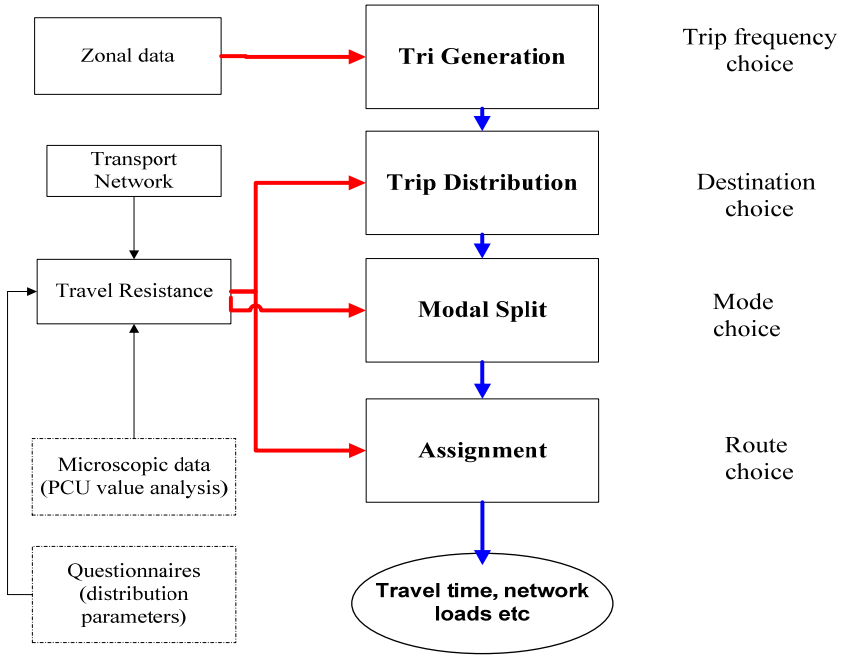 Zonal data
Tri Generation
Trip frequency
choice
Transport
Network
Trip Distribution
Destination
choice
Travel Resistance
Modal Split
Mode
choice
Microscopic data
(PCU value analysis)
Assignment
Route
choice
Questionnaires
(distribution
parameters)
Travel time, network
loads etc